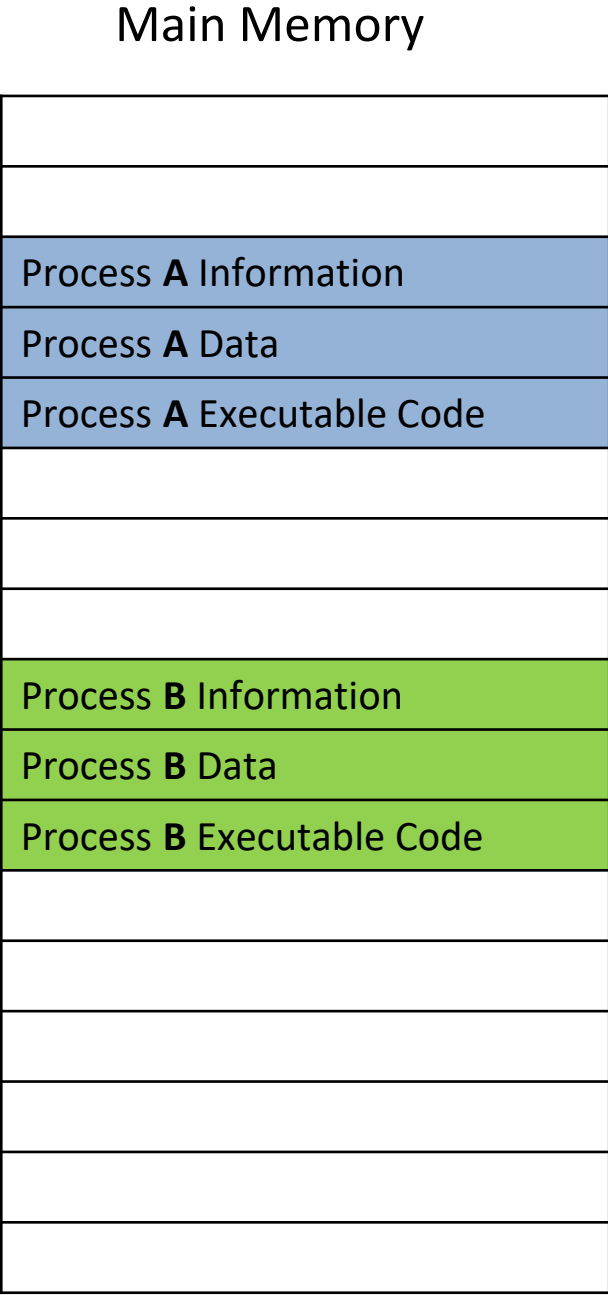 Main Memory
Process A Information
Process A Data
Process A Executable Code
Process B Information
Process B Data
Process B Executable Code